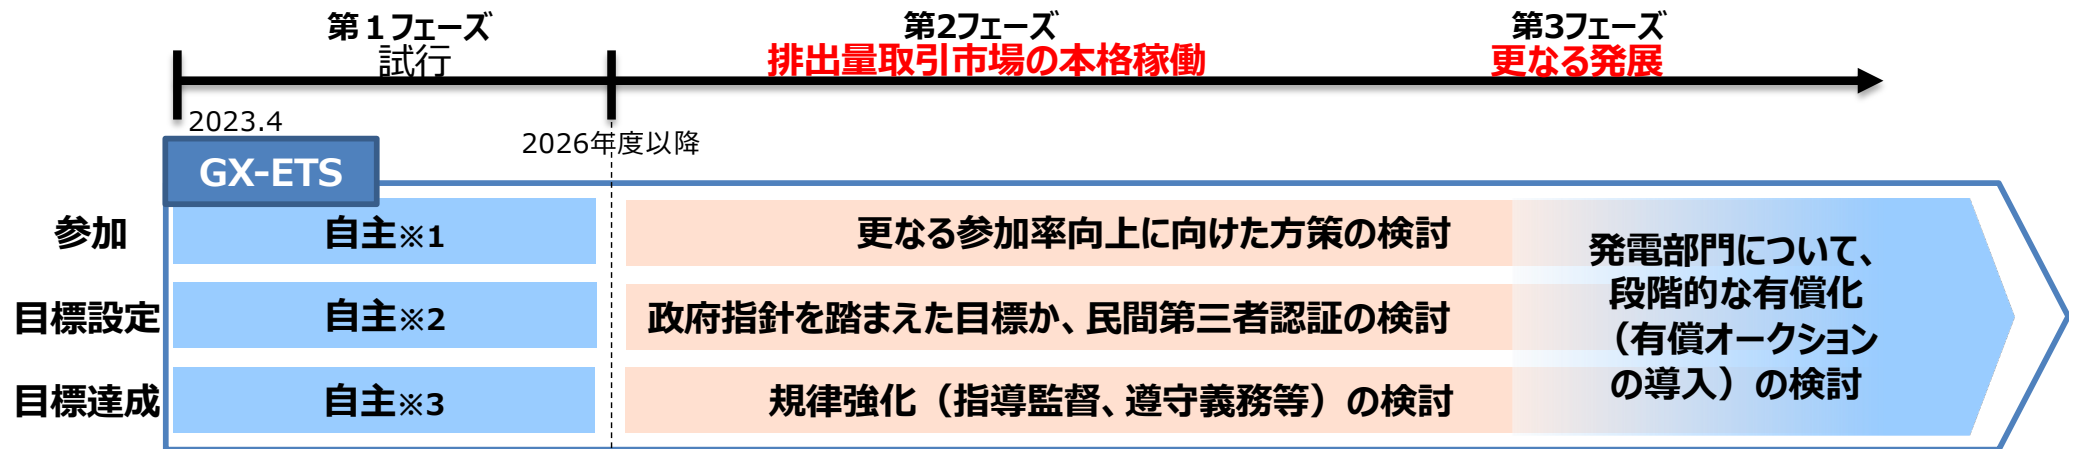 第１フェーズ
試行
第2フェーズ
排出量取引市場の本格稼働
第3フェーズ
更なる発展
2023.4
2026年度以降
GX-ETS
参加
自主※1
更なる参加率向上に向けた方策の検討
目標設定
自主※2
政府指針を踏まえた目標か、民間第三者認証の検討
目標達成
自主※3
規律強化（指導監督、遵守義務等）の検討
発電部門について、
段階的な有償化
（有償オークション
の導入）の検討